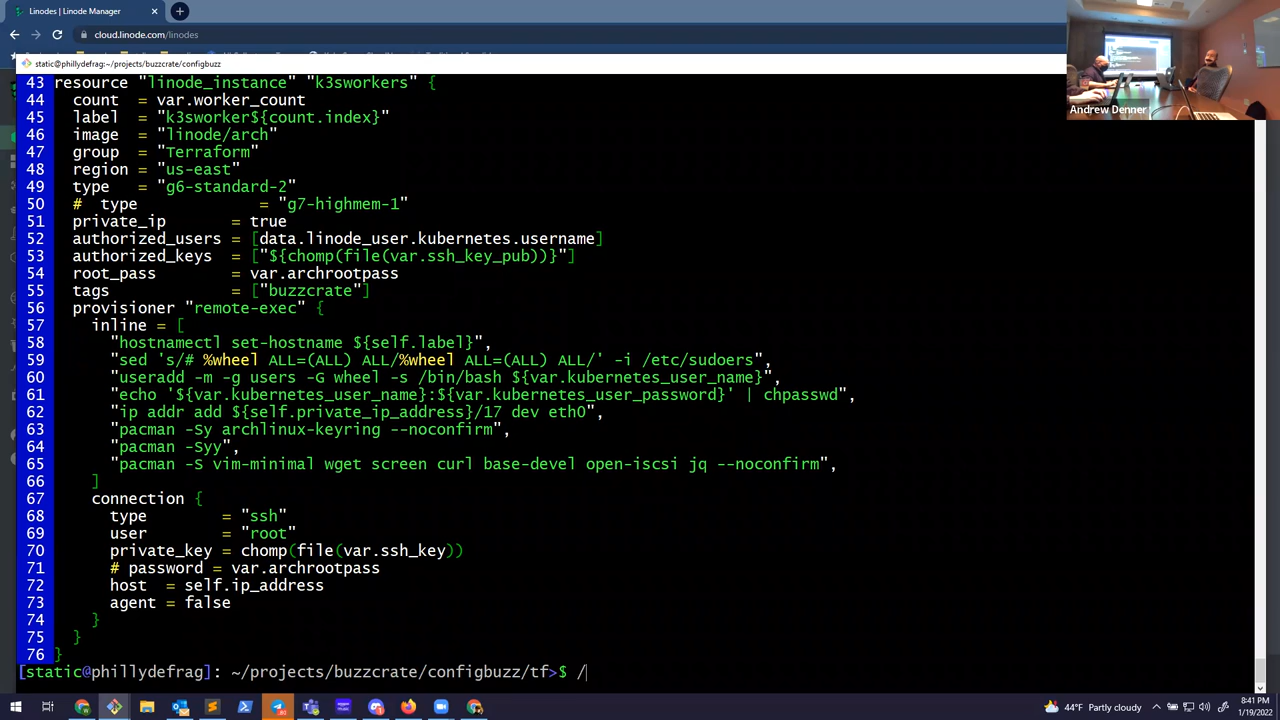 Linodes | Linode Manager
cloud.linode.com/linodes
static@phillydefrag:~/projects/buzzcrate/configbuzz
Andrew Denner
43 resource "linode_instance" "k3sworkers" {
44 count = var.worker_count
45 label = "k3sworker${count.index}"
46 image = "linode/arch"
47 group = "Terraform"
48 region = "us-east"
49 type = "g6-standard-2"
50 # type = "g7-highmem-1"
51 private_ip = true
52 authorized_users = [data.linode_user.kubernetes.username]
53 authorized_keys = ["${chomp(file(var.ssh_key_pub))}"]
54 root_pass = var.archrootpass
55 tags = ["buzzcrate"]
56 provisioner "remote-exec" {
57 inline = [
58 "hostnamectl set-hostname ${self.label}",
59 "sed 's/# %wheel ALL=(ALL) ALL/%wheel ALL=(ALL) ALL/' -i /etc/sudoers",
60 "useradd -m -g users -G wheel -s /bin/bash ${var.kubernetes_user_name}",
61 "echo '${var.kubernetes_user_name}:${var.kubernetes_user_password}' | chpasswd",
62 "ip addr add ${self.private_ip_address}/17 dev eth0",
63 "pacman -Sy archlinux-keyring --noconfirm",
64 "pacman -Syy",
65 "pacman -S vim-minimal wget screen curl base-devel open-iscsi jq --noconfirm",
66 ]
67 connection {
68 type = "ssh"
69 user = "root"
70 private_key = chomp(file(var.ssh_key))
71 # password = var.archrootpass
72 host = self.ip_address
73 agent = false
74 }
75 }
76 }
[static@phillydefrag]: ~/projects/buzzcrate/configbuzz/tf>$ /
44°F Partly cloudy
8:41 PM
1/19/2022